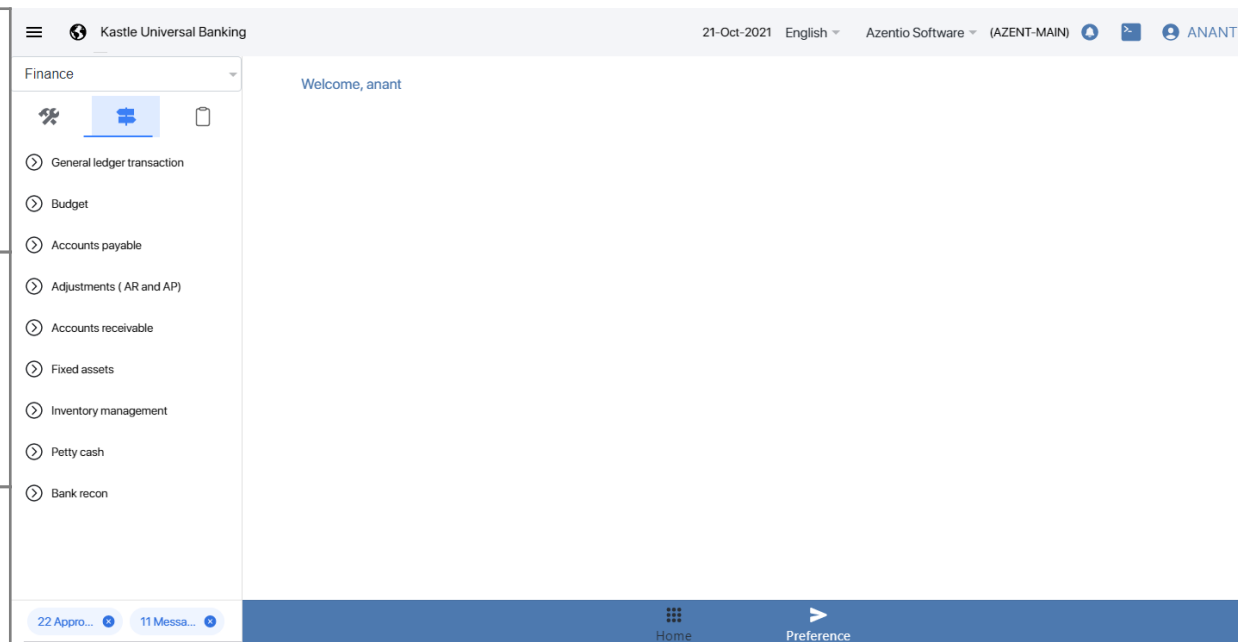 Kastle Universal Banking
21-Oct-2021 English Azentio Software (AZENT-MAIN) ANANT
Finance
Welcome, anant
General ledger transaction
Budget
Accounts payable
Adjustments ( AR and AP)
Accounts receivable
Fixed assets
Inventory management
Petty cash
Bank recon
22 Appro... 11 Messa...
Home Preference